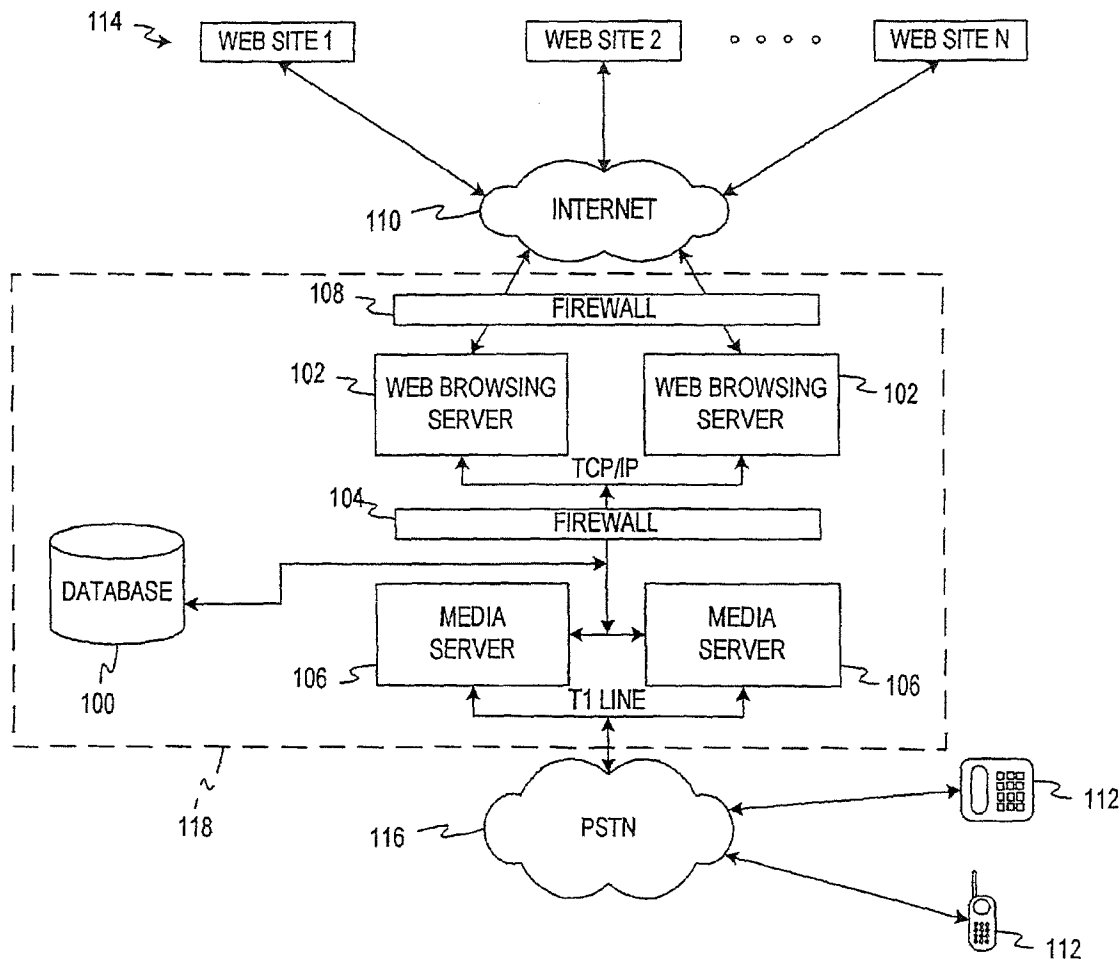 114
WEB SITE 1
WEB SITE 2
WEB SITE N
110
INTERNET
108
FIREWALL
102
WEB BROWSING
SERVER
WEB BROWSING
SERVER
102
TCP/IP
104
FIREWALL
DATABASE
100
MEDIA
SERVER
MEDIA
SERVER
106
106
T1 LINE
118
116
PSTN
112
112